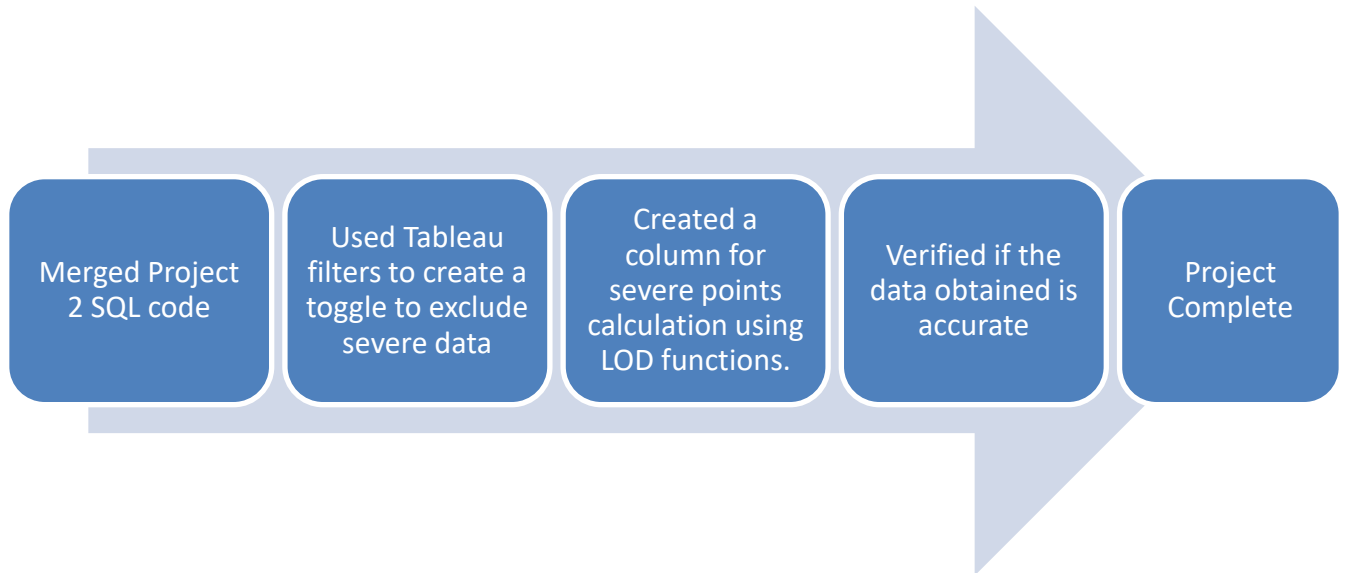 Merged Project
2 SQL code
Used Tableau
filters to create a
toggle to exclude
severe data
Created a
column for
severe points
calculation using
LOD functions.
Verified if the
data obtained is
accurate
Project
Complete